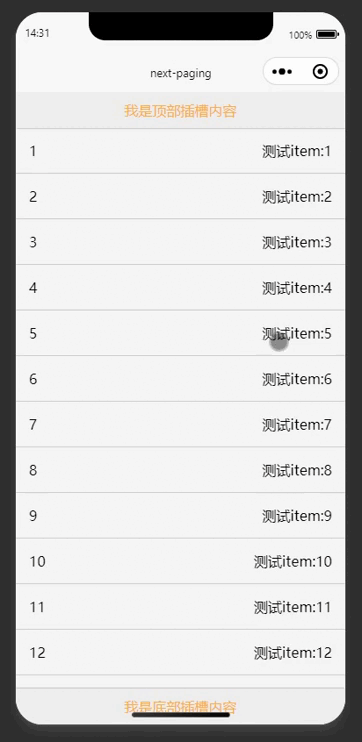 14:31
100%
next-paging
我是顶部插槽内容
1 测试item:1
2 测试item:2
3 测试item:3
4 测试item:4
5 测试item:5
6 测试item:6
7 测试item:7
8 测试item:8
9 测试item:9
10 测试item:10
11 测试item:11
12 测试item:12
我是底部插槽内容